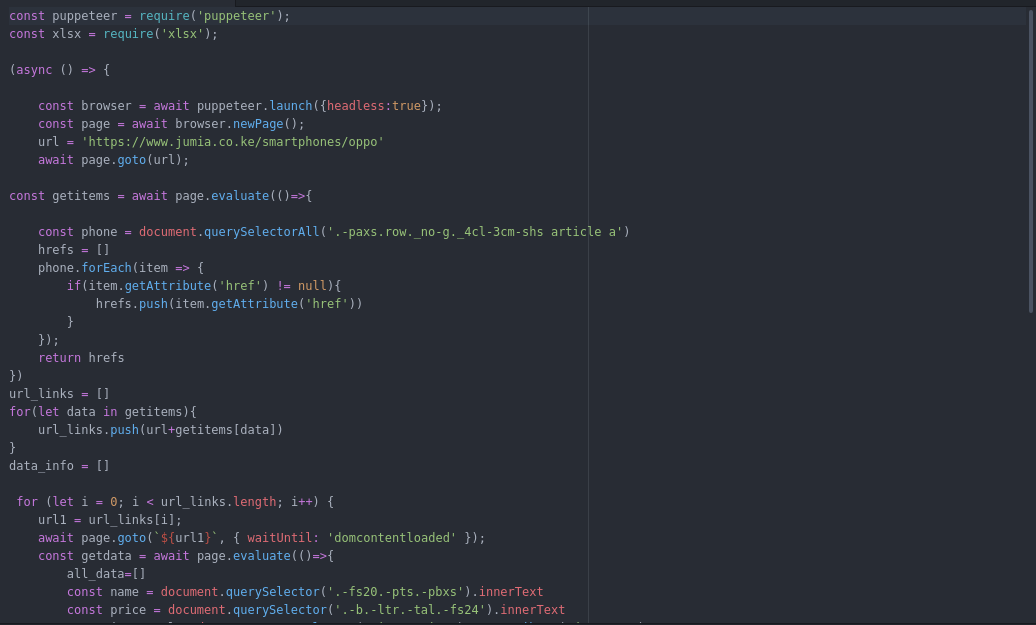 const puppeteer = require('puppeteer');
const xlsx = require('xlsx');
(async () => {
const browser = await puppeteer.launch({headless:true});
const page = await browser.newPage();
url = 'https://www.jumia.co.ke/smartphones/oppo'
await page.goto(url);
const getitems = await page.evaluate(()=>{
const phone = document.querySelectorAll('.-paxs.row._no-g._4cl-3cm-shs article a')
hrefs = []
phone.forEach(item => {
if(item.getAttribute('href') != null){
hrefs.push(item.getAttribute('href'))
}
});
return hrefs
})
url_links = []
for(let data in getitems){
url_links.push(url+getitems[data])
}
data_info = []
for (let i = 0; i < url_links.length; i++) {
url1 = url_links[i];
await page.goto(`${url1}`, { waitUntil: 'domcontentloaded' });
const getdata = await page.evaluate(()=>{
all_data=[]
const name = document.querySelector('.-fs20.-pts.-pbxs').innerText
const price = document.querySelector('.-b.-ltr.-tal.-fs24').innerText